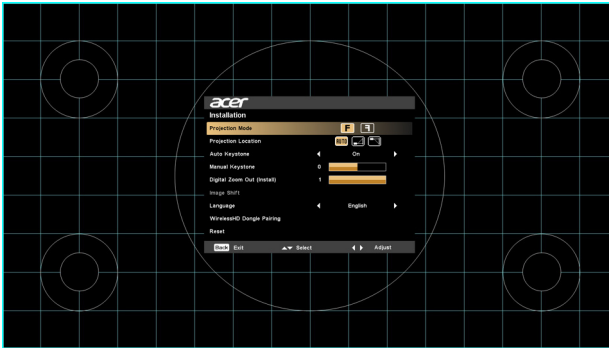 acer
Installation
Projection Mode F F
Projection Location AUTO
Auto Keystone On
Manual Keystone 0
Digital Zoom Out (Install) 1
Image Shift
Language English
WirelessHD Dongle Pairing
Reset
Back Exit Select Adjust